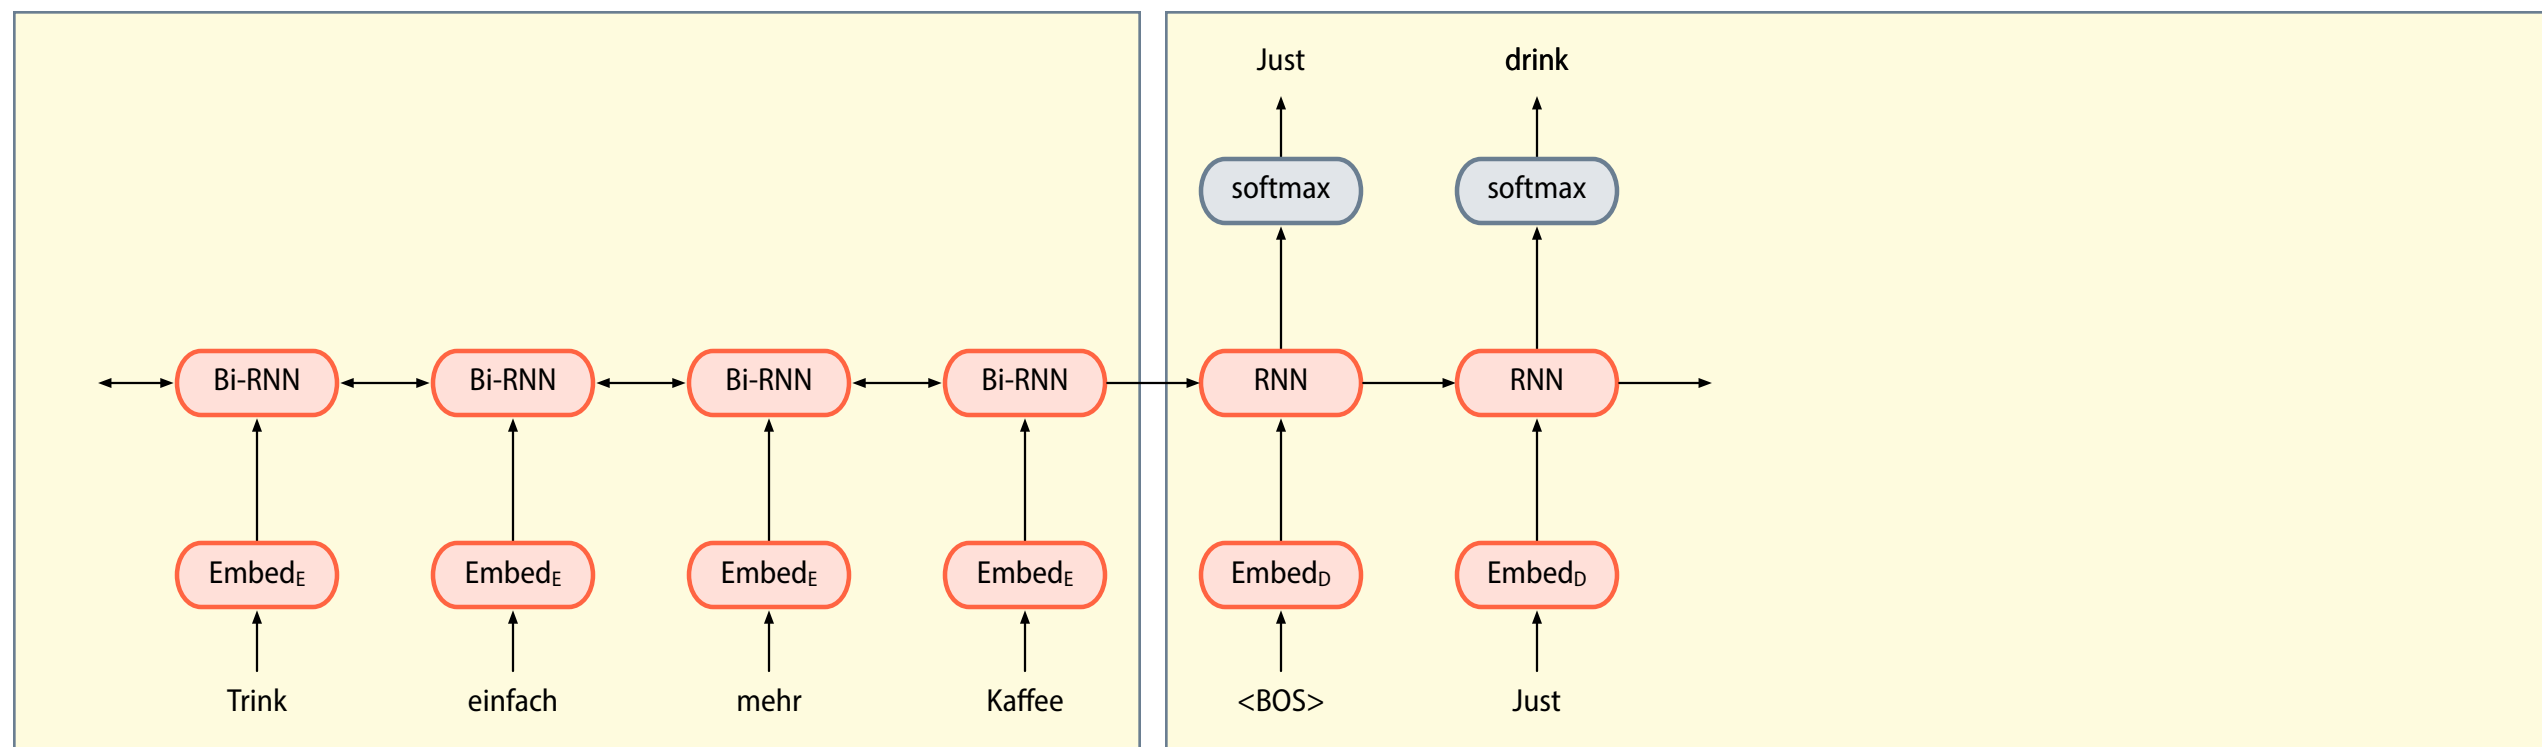 Just drink
softmax softmax
Bi-RNN Bi-RNN Bi-RNN Bi-RNN RNN RNN
EmbedE EmbedE EmbedE EmbedE EmbedD EmbedD
Trink einfach mehr Kaffee <BOS> Just